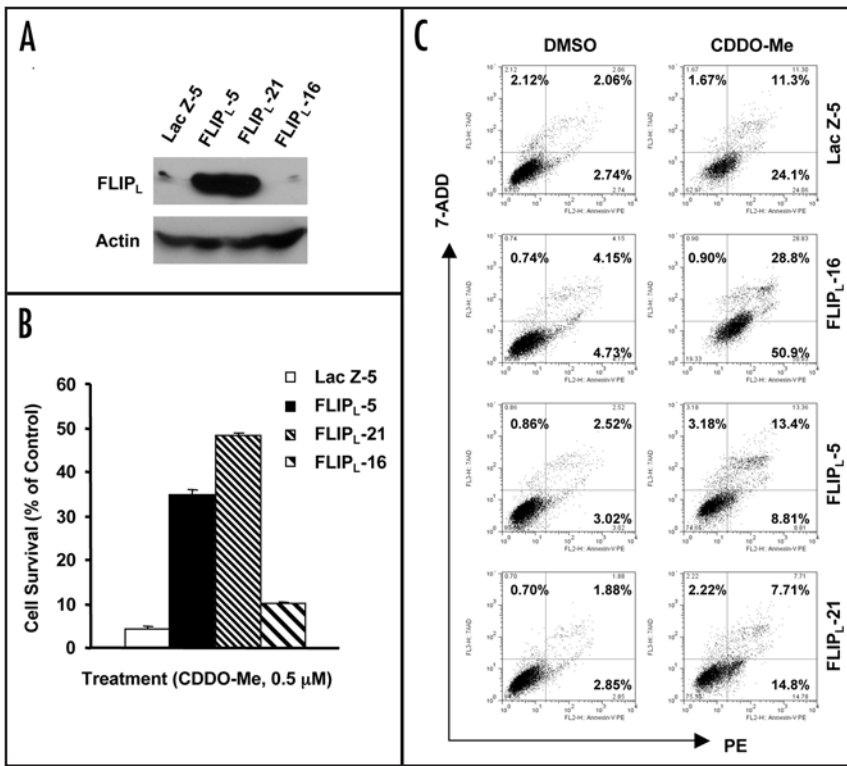 A
Lac Z-5
FLIPL-5
FLIPL-21
FLIPL-16
FLIPL
Actin
B
Cell Survival (% of Control)
60
50
40
30
20
10
0
Lac Z-5
FLIPL-5
FLIPL-21
FLIPL-16
Treatment (CDDO-Me, 0.5 μM)
C
DMSO
CDDO-Me
7-ADD
2.12% 2.06%
2.74%
1.67% 11.3%
24.1%
Lac Z-5
0.74% 4.15%
4.73%
0.90% 28.8%
50.9%
FLIPL-16
0.86% 2.52%
3.02%
3.18% 13.4%
8.81%
FLIPL-5
0.70% 1.88%
2.85%
2.22% 7.71%
14.8%
FLIPL-21
FL2-H: Annexin-V PE
PE